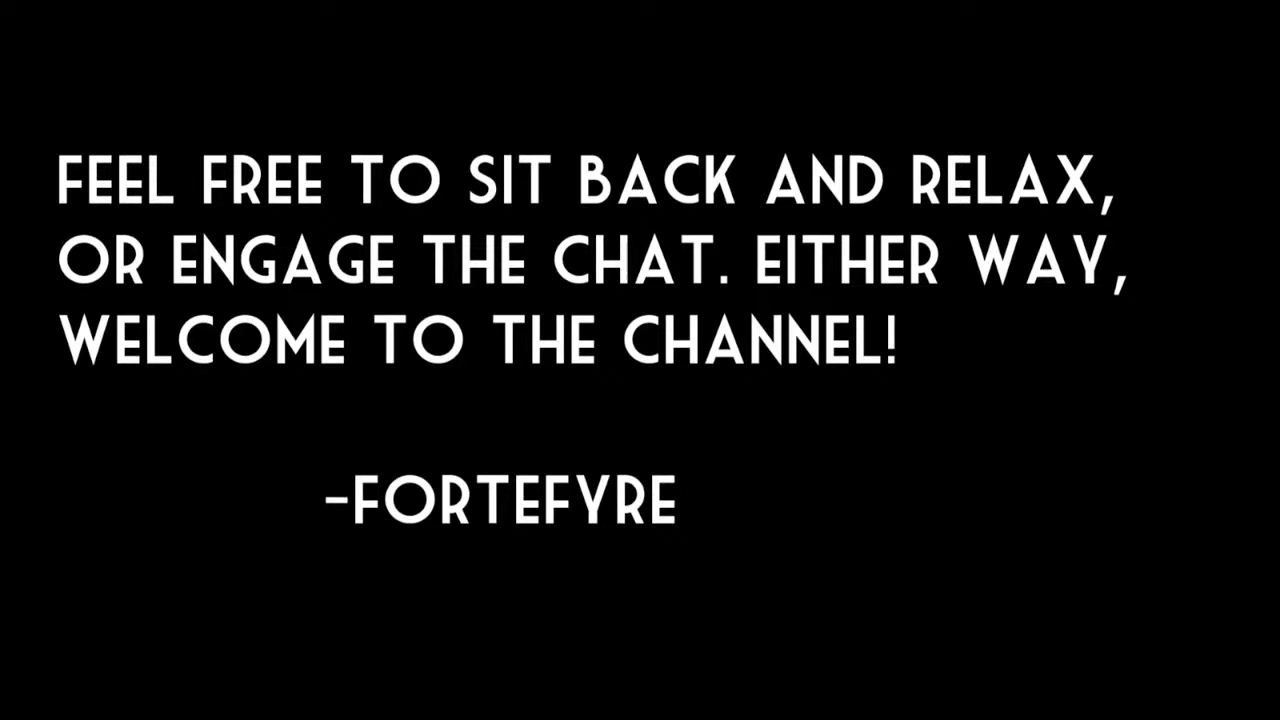 FEEL FREE TO SIT BACK AND RELAX,
OR ENGAGE THE CHAT. EITHER WAY,
WELCOME TO THE CHANNEL!
-FORTEFYRE